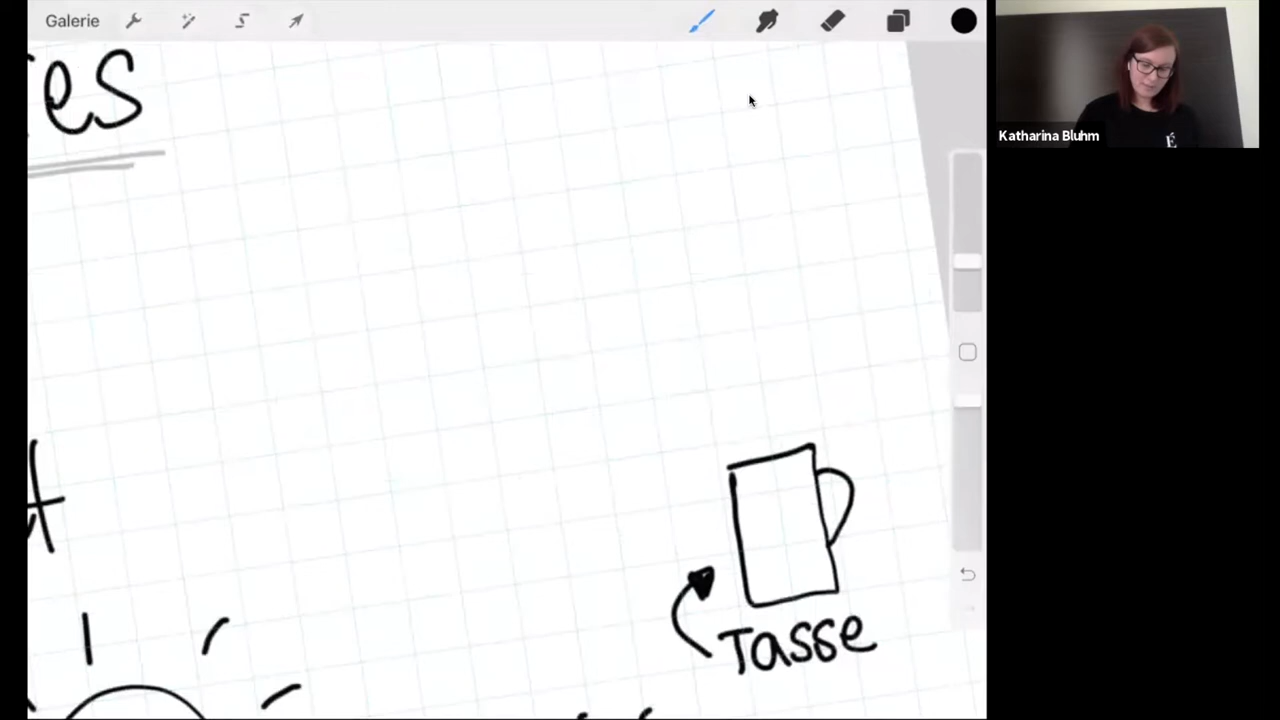 Galerie
es
Katharina Bluhm
É
t
Tasse